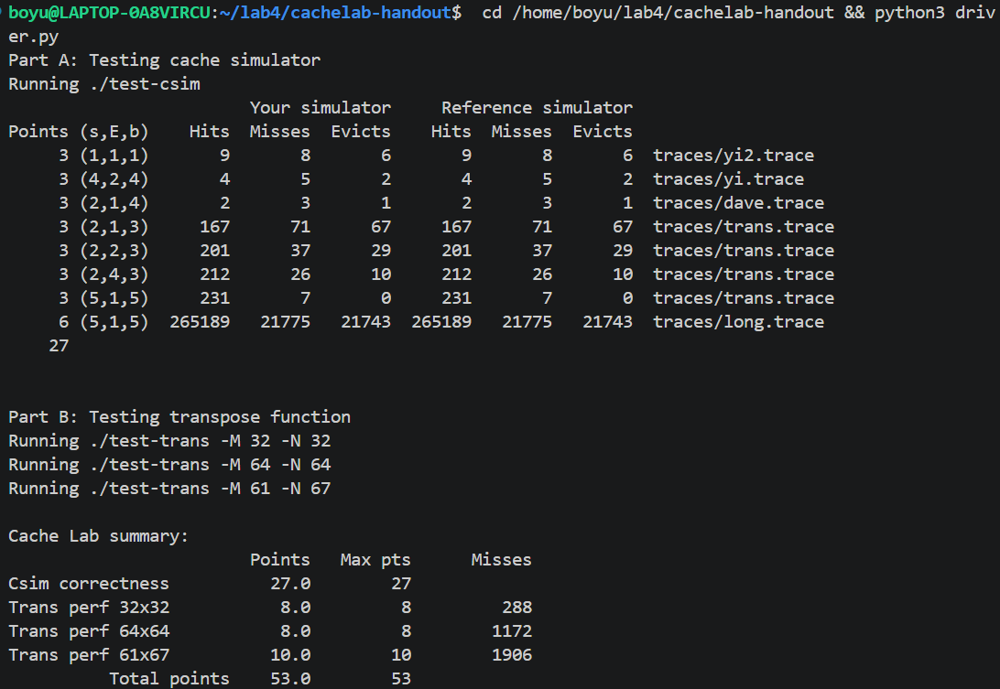 boyu@LAPTOP-0A8VIRCU:~/lab4/cachelab-handout$  cd /home/boyu/lab4/cachelab-handout && python3 driv
er.py
Part A: Testing cache simulator
Running ./test-csim
                        Your simulator     Reference simulator
Points (s,E,b)    Hits  Misses  Evicts    Hits  Misses  Evicts
     3 (1,1,1)       9       8       6       9       8       6  traces/yi2.trace
     3 (4,2,4)       4       5       2       4       5       2  traces/yi.trace
     3 (2,1,4)       2       3       1       2       3       1  traces/dave.trace
     3 (2,1,3)     167      71      67     167      71      67  traces/trans.trace
     3 (2,2,3)     201      37      29     201      37      29  traces/trans.trace
     3 (2,4,3)     212      26      10     212      26      10  traces/trans.trace
     3 (5,1,5)     231       7       0     231       7       0  traces/trans.trace
     6 (5,1,5)  265189   21775   21743  265189   21775   21743  traces/long.trace
    27
Part B: Testing transpose function
Running ./test-trans -M 32 -N 32
Running ./test-trans -M 64 -N 64
Running ./test-trans -M 61 -N 67
Cache Lab summary:
                        Points   Max pts      Misses
Csim correctness          27.0        27
Trans perf 32x32           8.0         8         288
Trans perf 64x64           8.0         8        1172
Trans perf 61x67          10.0        10        1906
          Total points    53.0        53